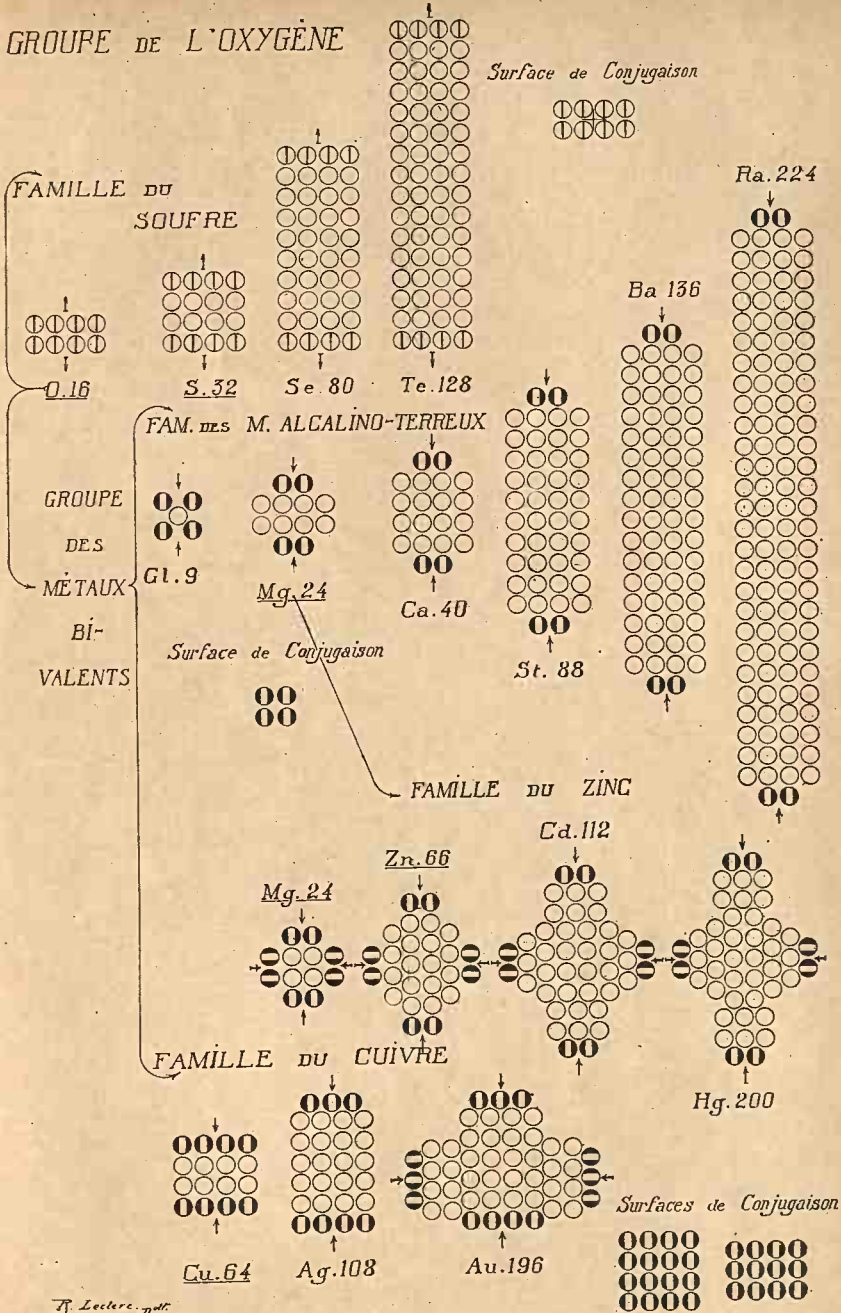 GROUPE DE L'OXYGÈNE
Surface de Conjugaison
FAMILLE DU
SOUFRE
Ra.224
Ba 136
O.16
S.32
Se.80
Te.128
FAM. DES M. ALCALINO-TERREUX
GROUPE
DES
MÉTAUX
BI-
VALENTS
Gl.9
Mg.24
Ca.40
St.88
Surface de Conjugaison
FAMILLE DU ZINC
Mg.24
Zn.66
Cd.112
Hg.200
FAMILLE DU CUIVRE
Cu.64
Ag.108
Au.196
Surfaces de Conjugaison
R. Leclerc